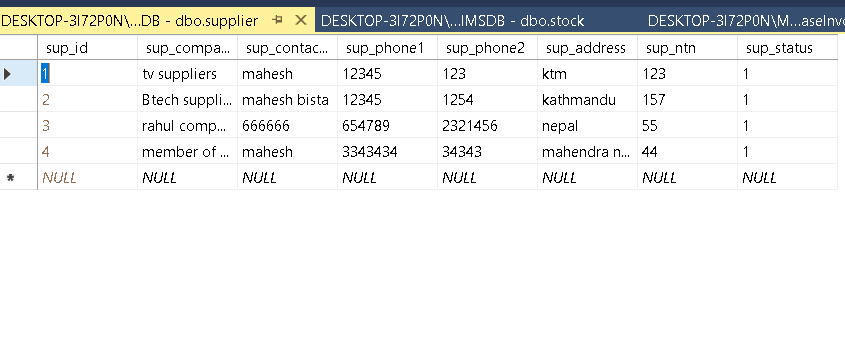 DESKTOP-3I72P0N\...DB - dbo.supplier DESKTOP-3I72P0N\...IMSDB - dbo.stock DESKTOP-3I72P0N\M...aseInvo
sup_id sup_compa... sup_contac... sup_phone1 sup_phone2 sup_address sup_ntn sup_status
1 tv suppliers mahesh 12345 123 ktm 123 1
2 Btech suppli... mahesh bista 12345 1254 kathmandu 157 1
3 rahul comp... 666666 654789 2321456 nepal 55 1
4 member of ... mahesh 3343434 34343 mahendra n... 44 1
NULL NULL NULL NULL NULL NULL NULL NULL